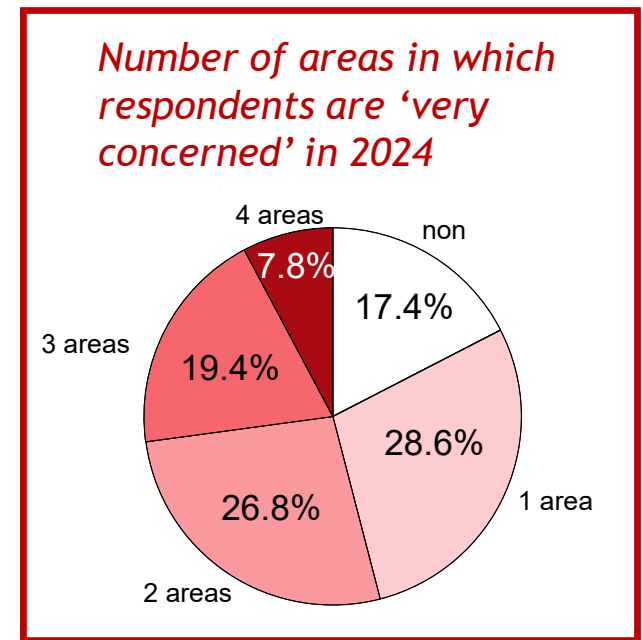 Number of areas in which
respondents are ‘very
concerned’ in 2024
4 areas
non
7.8%
17.4%
3 areas
19.4%
28.6%
1 area
26.8%
2 areas